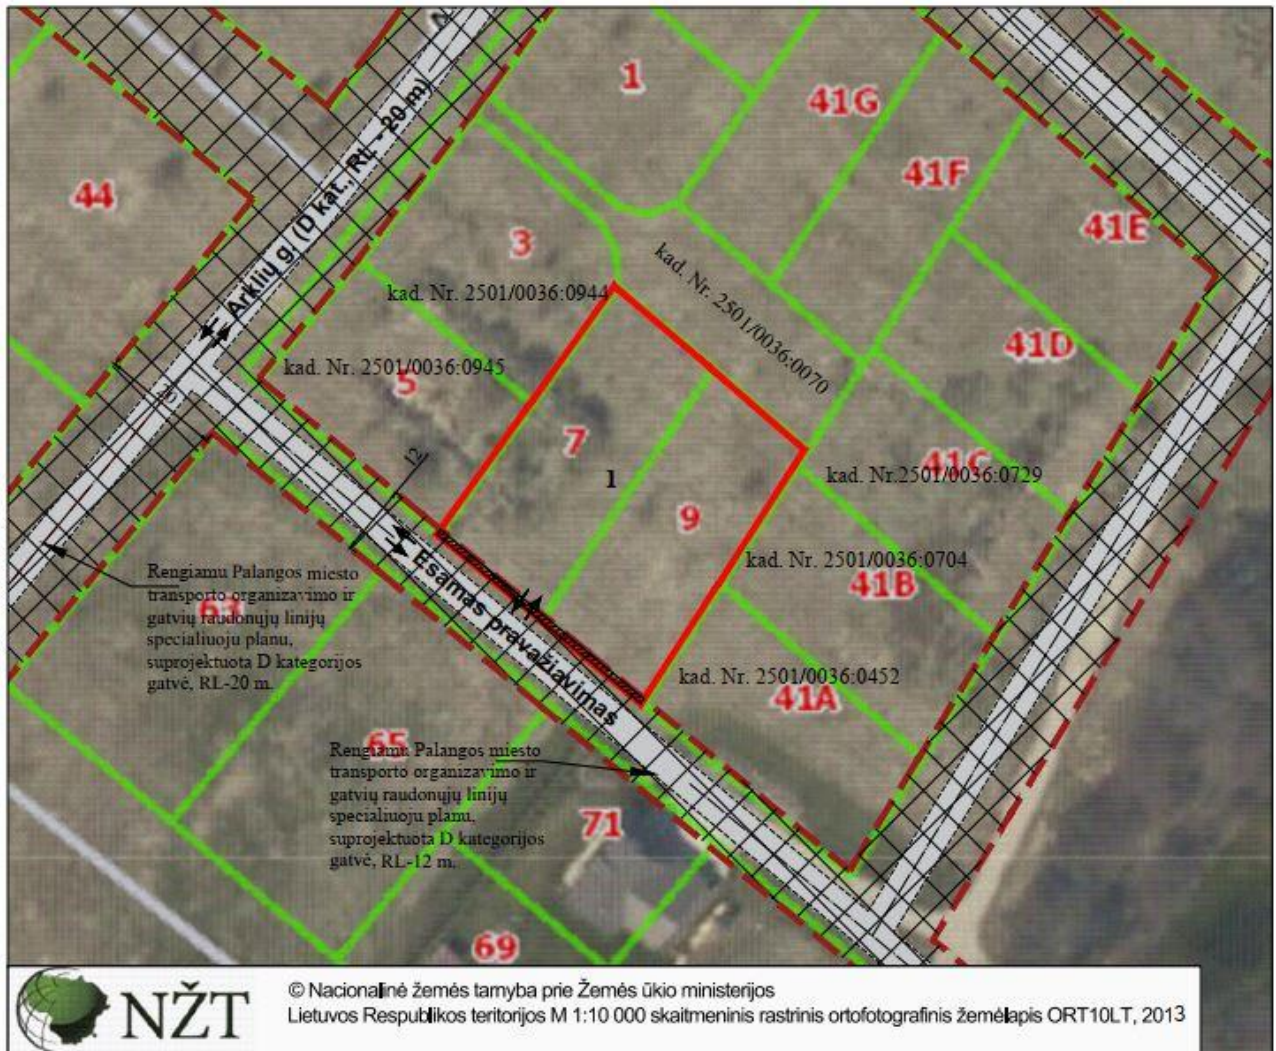 1
41G
41F
44
41E
3
Arklių g (D kat., RL - 20 m)
kad. Nr. 2501/0036:0070
kad. Nr. 2501/0036:0944
41D
kad. Nr. 2501/0036:0945
5
20
7
12
1
41C
kad. Nr.2501/0036:0729
9
kad. Nr. 2501/0036:0704
41B
Esamas pravažiavimas
Rengiamu Palangos miesto
transporto organizavimo ir
63
gatvių raudonųjų linijų
specialiuoju planu,
suprojektuota D kategorijos
gatvė, RL-20 m.
kad. Nr. 2501/0036:0452
41A
65
Rengiamu Palangos miesto
transporto organizavimo ir
gatvių raudonųjų linijų
specialiuoju planu,
suprojektuota D kategorijos
gatvė, RL-12 m.
71
69
NŽT
© Nacionalinė žemės tarnyba prie Žemės ūkio ministerijos
Lietuvos Respublikos teritorijos M 1:10 000 skaitmeninis rastrinis ortofotografinis žemėlapis ORT10LT, 2013